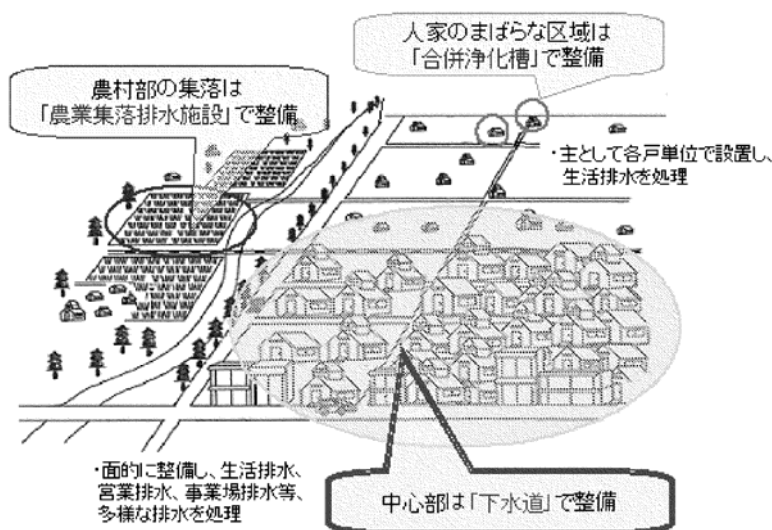 人家のまばらな区域は
「合併浄化槽」で整備
農村部の集落は
「農業集落排水施設」で整備
・主として各戸単位で設置し、
生活排水を処理
・面的に整備し、生活排水、
営業排水、事業場排水等、
多様な排水を処理
中心部は「下水道」で整備